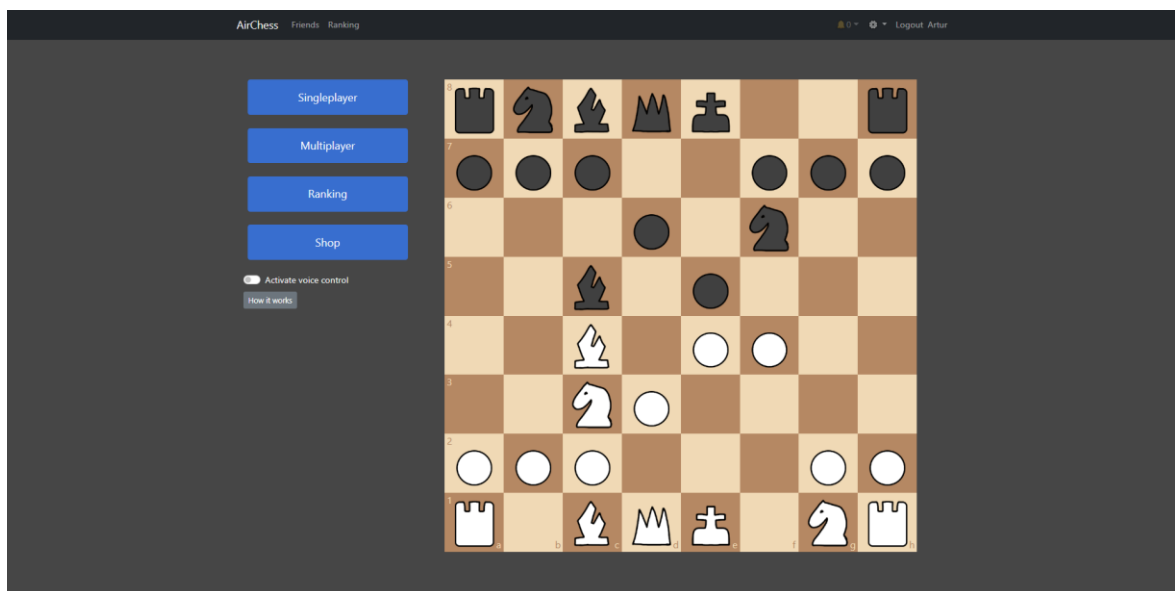 AirChess Friends Ranking 0 Logout Artur
Singleplayer
Multiplayer
Ranking
Shop
Activate voice control
How it works
8
7
6
5
4
3
2
1
a b c d e f g h